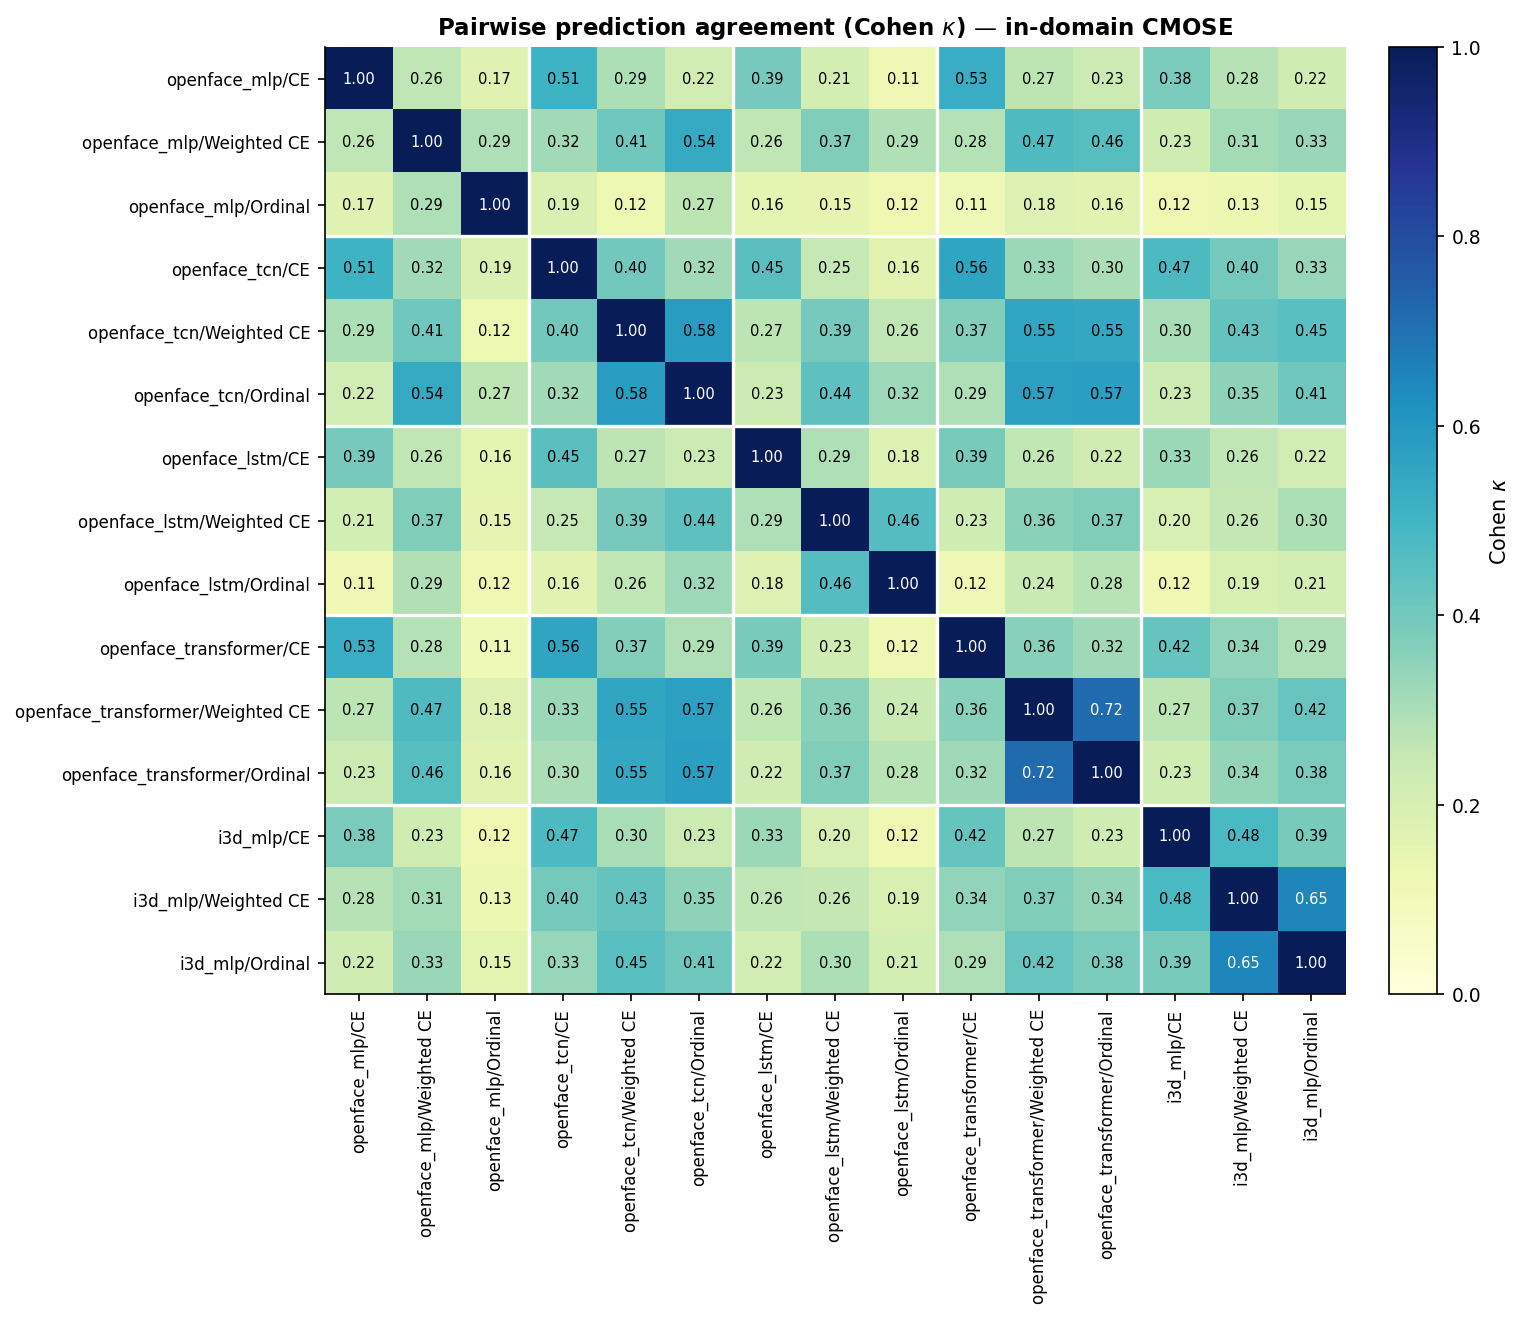 Pairwise prediction agreement (Cohen κ) — in-domain CMOSE
openface_mlp/CE 1.00 0.26 0.17 0.51 0.29 0.22 0.39 0.21 0.11 0.53 0.27 0.23 0.38 0.28 0.22
openface_mlp/Weighted CE 0.26 1.00 0.29 0.32 0.41 0.54 0.26 0.37 0.29 0.28 0.47 0.46 0.23 0.31 0.33
openface_mlp/Ordinal 0.17 0.29 1.00 0.19 0.12 0.27 0.16 0.15 0.12 0.11 0.18 0.16 0.12 0.13 0.15
openface_tcn/CE 0.51 0.32 0.19 1.00 0.40 0.32 0.45 0.25 0.16 0.56 0.33 0.30 0.47 0.40 0.33
openface_tcn/Weighted CE 0.29 0.41 0.12 0.40 1.00 0.58 0.27 0.39 0.26 0.37 0.55 0.55 0.30 0.43 0.45
openface_tcn/Ordinal 0.22 0.54 0.27 0.32 0.58 1.00 0.23 0.44 0.32 0.29 0.57 0.57 0.23 0.35 0.41
openface_lstm/CE 0.39 0.26 0.16 0.45 0.27 0.23 1.00 0.29 0.18 0.39 0.26 0.22 0.33 0.26 0.22
openface_lstm/Weighted CE 0.21 0.37 0.15 0.25 0.39 0.44 0.29 1.00 0.46 0.23 0.36 0.37 0.20 0.26 0.30
openface_lstm/Ordinal 0.11 0.29 0.12 0.16 0.26 0.32 0.18 0.46 1.00 0.12 0.24 0.28 0.12 0.19 0.21
openface_transformer/CE 0.53 0.28 0.11 0.56 0.37 0.29 0.39 0.23 0.12 1.00 0.36 0.32 0.42 0.34 0.29
openface_transformer/Weighted CE 0.27 0.47 0.18 0.33 0.55 0.57 0.26 0.36 0.24 0.36 1.00 0.72 0.27 0.37 0.42
openface_transformer/Ordinal 0.23 0.46 0.16 0.30 0.55 0.57 0.22 0.37 0.28 0.32 0.72 1.00 0.23 0.34 0.38
i3d_mlp/CE 0.38 0.23 0.12 0.47 0.30 0.23 0.33 0.20 0.12 0.42 0.27 0.23 1.00 0.48 0.39
i3d_mlp/Weighted CE 0.28 0.31 0.13 0.40 0.43 0.35 0.26 0.26 0.19 0.34 0.37 0.34 0.48 1.00 0.65
i3d_mlp/Ordinal 0.22 0.33 0.15 0.33 0.45 0.41 0.22 0.30 0.21 0.29 0.42 0.38 0.39 0.65 1.00
openface_mlp/CE
openface_mlp/Weighted CE
openface_mlp/Ordinal
openface_tcn/CE
openface_tcn/Weighted CE
openface_tcn/Ordinal
openface_lstm/CE
openface_lstm/Weighted CE
openface_lstm/Ordinal
openface_transformer/CE
openface_transformer/Weighted CE
openface_transformer/Ordinal
i3d_mlp/CE
i3d_mlp/Weighted CE
i3d_mlp/Ordinal
1.0
0.8
0.6
0.4
0.2
0.0
Cohen κ